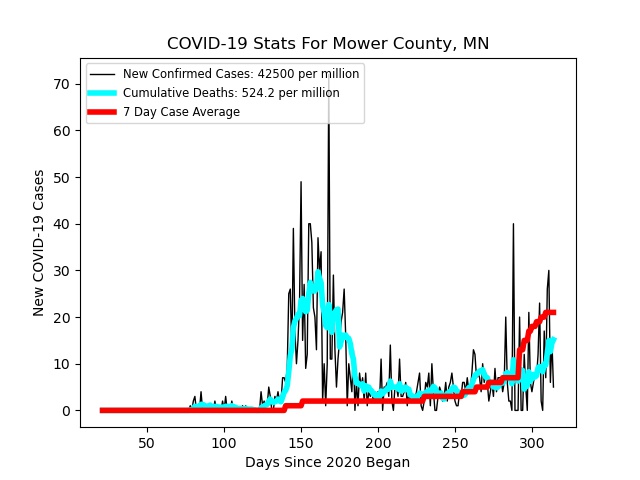 COVID-19 Stats For Mower County, MN
New Confirmed Cases: 42500 per million
Cumulative Deaths: 524.2 per million
7 Day Case Average
New COVID-19 Cases
70
60
50
40
30
20
10
0
50 100 150 200 250 300
Days Since 2020 Began